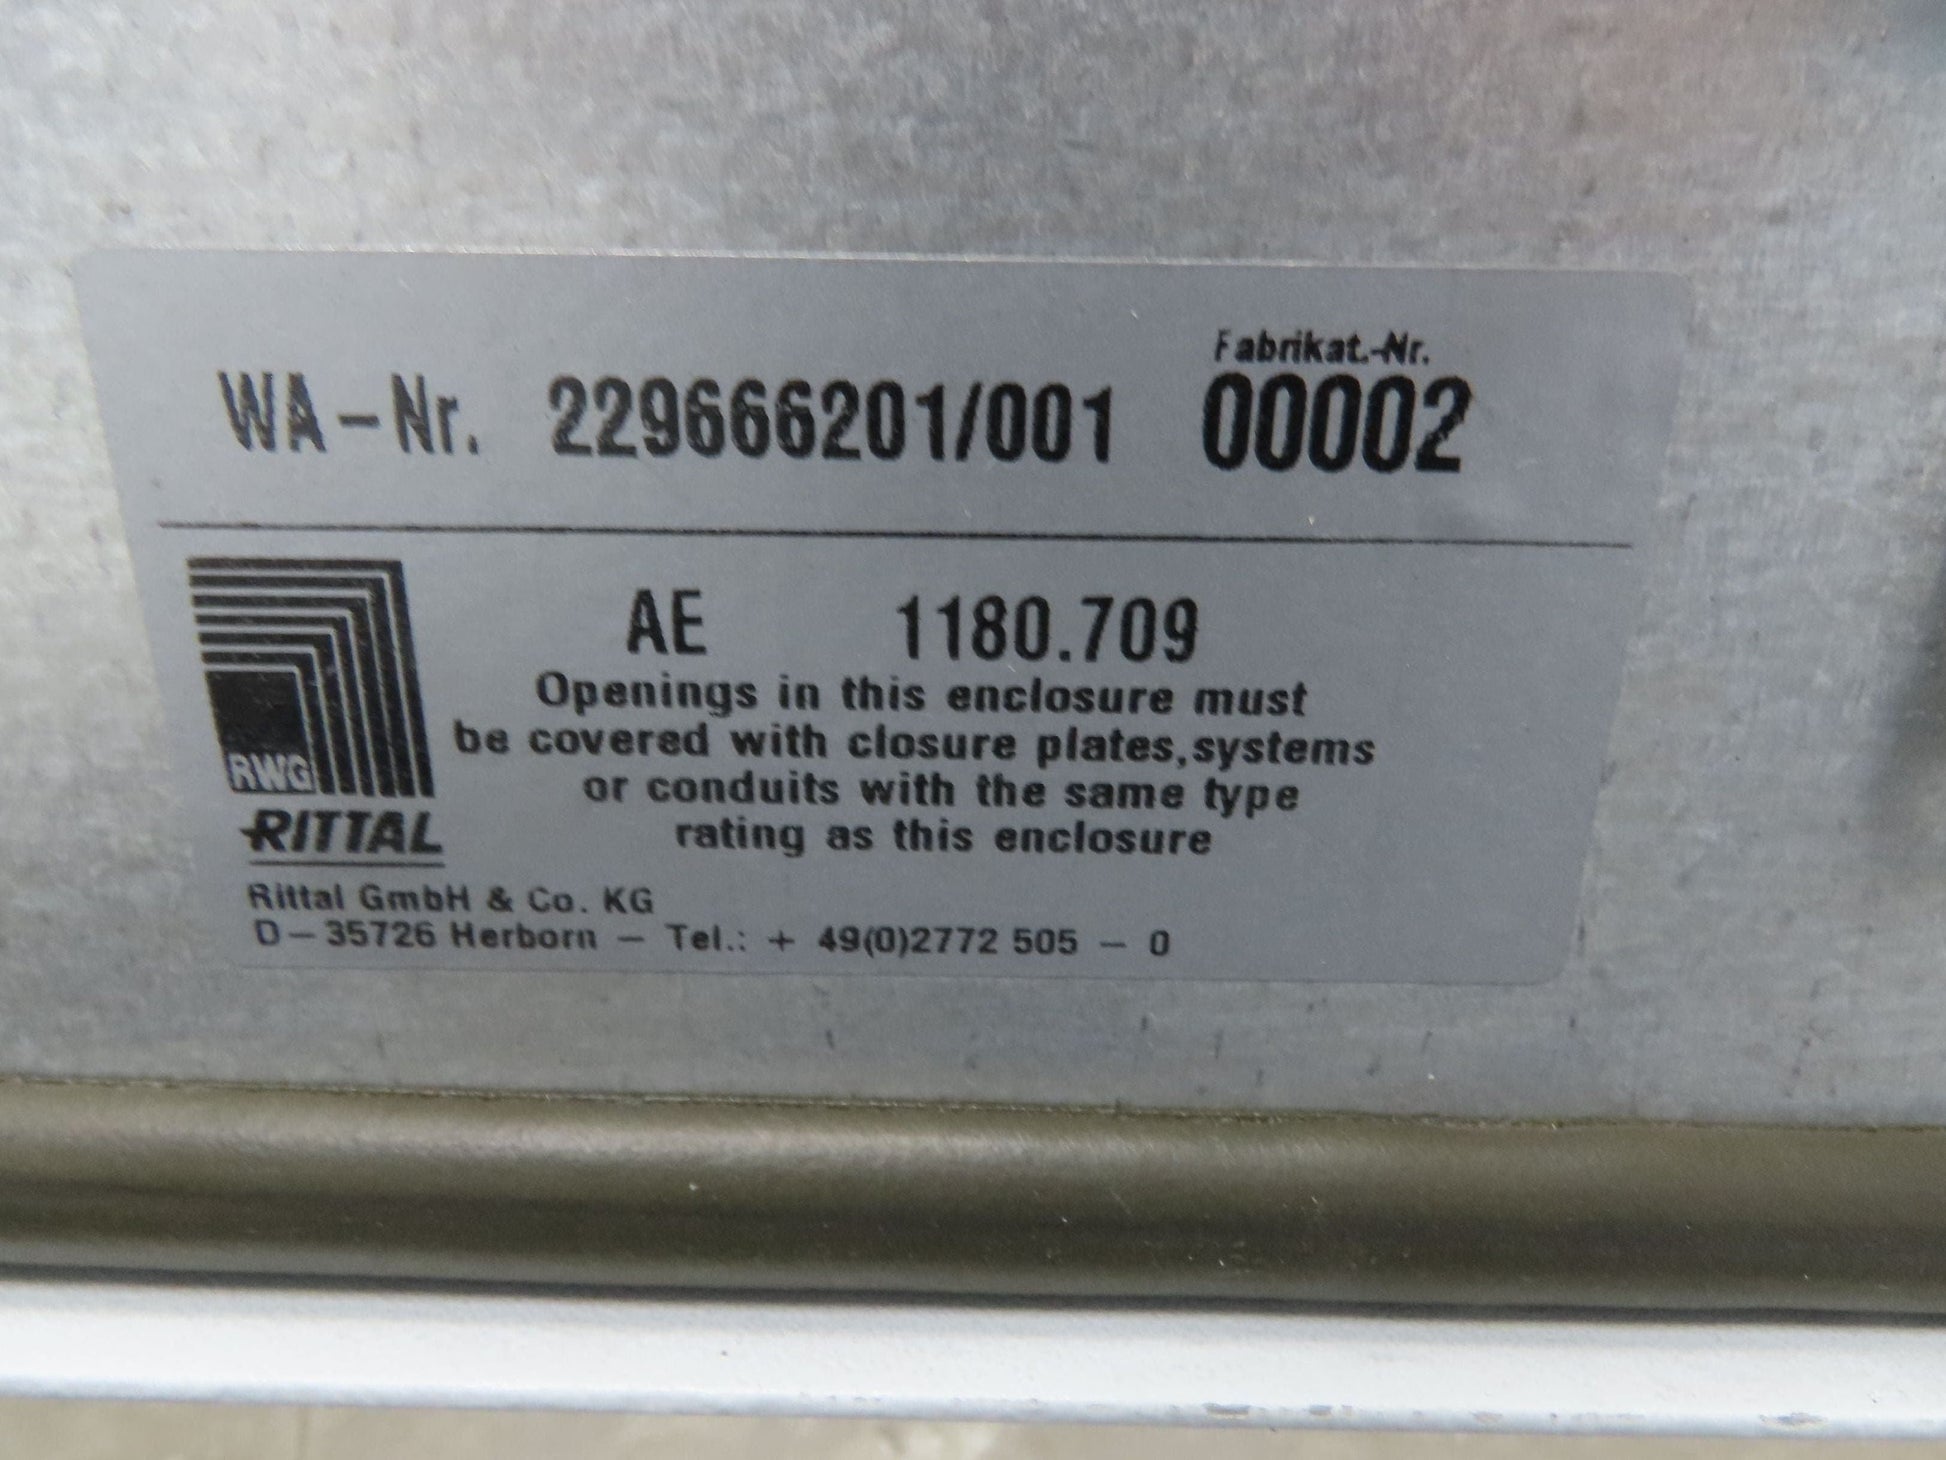 Fabrikat.-Nr.
WA-Nr. 229666201/001 00002
AE 1180.709
Openings in this enclosure must
be covered with closure plates,systems
or conduits with the same type
rating as this enclosure
RWG
RITTAL
Rittal GmbH & Co. KG
D-35726 Herborn - Tel.: + 49(0)2772 505 - 0